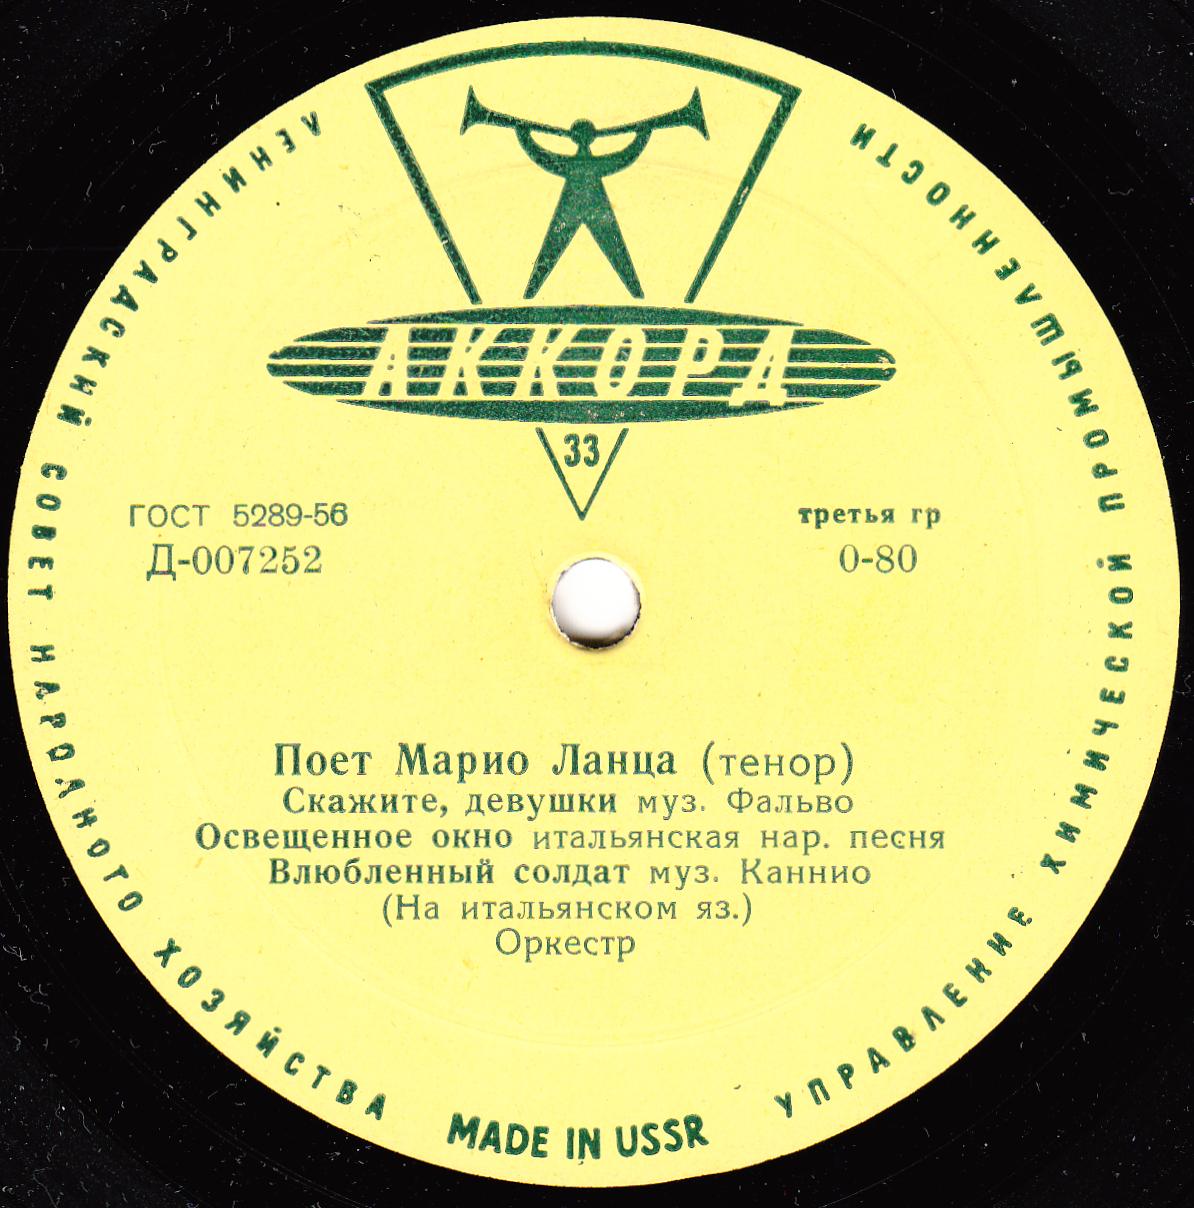 ЛЕНИНГРАДСКИЙ СОВЕТ НАРОДНОГО ХОЗЯЙСТВА
УПРАВЛЕНИЕ ХИМИЧЕСКОЙ ПРОМЫШЛЕННОСТИ
АККОРД
33
ГОСТ 5289-56
третья гр
Д-007252
0-80
Поет Марио Ланца (тенор)
Скажите, девушки муз. Фальво
Освещенное окно итальянская нар. песня
Влюбленный солдат муз. Каннио
(На итальянском яз.)
Оркестр
MADE IN USSR